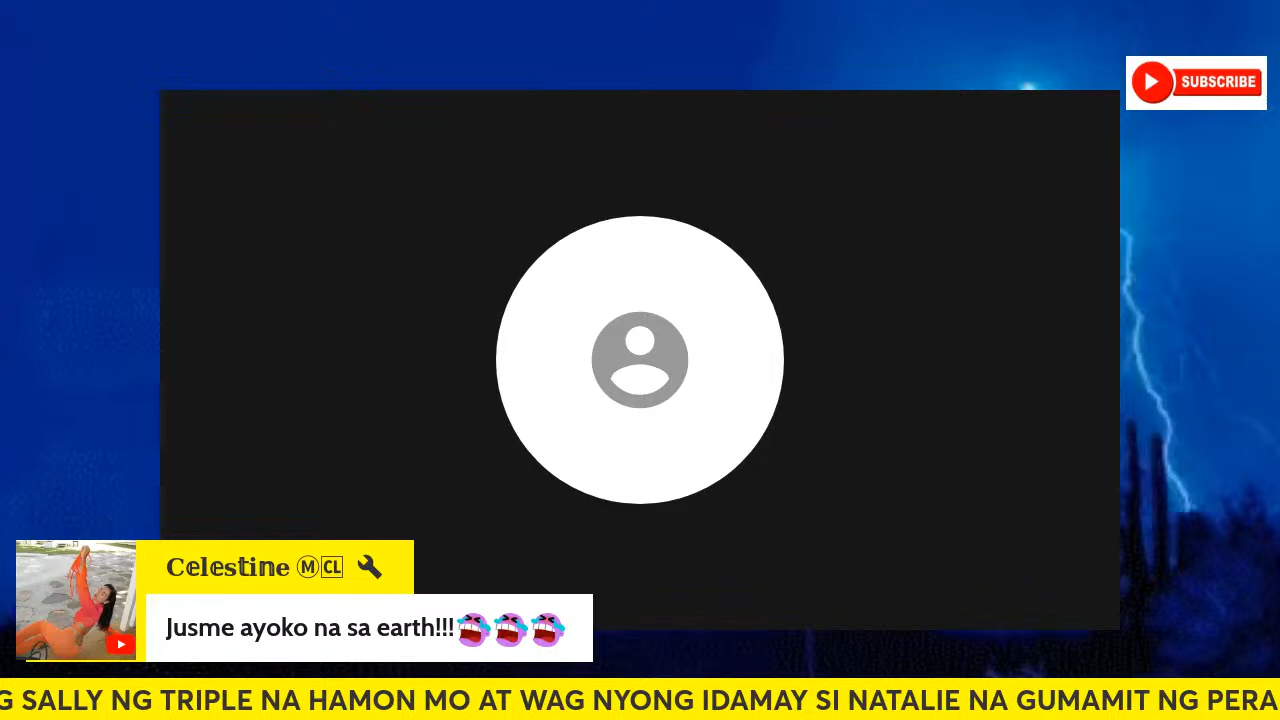 SUBSCRIBE
Celestine Ⓜ🄲🄻
Jusme ayoko na sa earth!!!
G SALLY NG TRIPLE NA HAMON MO AT WAG NYONG IDAMAY SI NATALIE NA GUMAMIT NG PERA